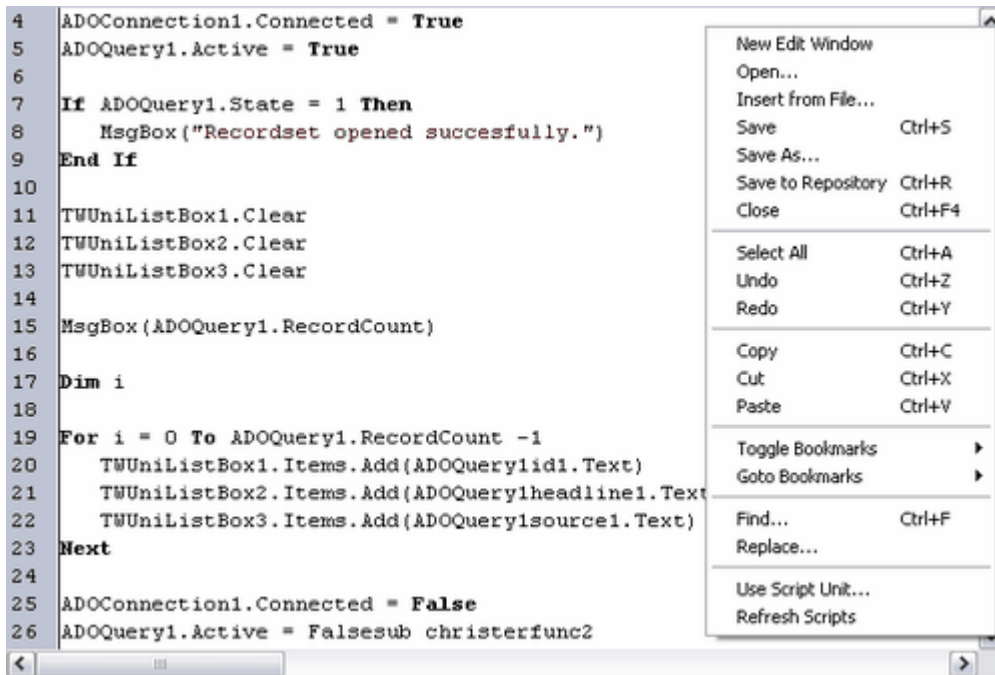 4 ADOConnection1.Connected = True
5 ADOQuery1.Active = True
6
7 If ADOQuery1.State = 1 Then
8 MsgBox("Recordset opened succesfully.")
9 End If
10
11 TWUniListBox1.Clear
12 TWUniListBox2.Clear
13 TWUniListBox3.Clear
14
15 MsgBox(ADOQuery1.RecordCount)
16
17 Dim i
18
19 For i = 0 To ADOQuery1.RecordCount -1
20 TWUniListBox1.Items.Add(ADOQuery1id1.Text)
21 TWUniListBox2.Items.Add(ADOQuery1headline1.Text
22 TWUniListBox3.Items.Add(ADOQuery1source1.Text)
23 Next
24
25 ADOConnection1.Connected = False
26 ADOQuery1.Active = Falsesub christerfunc2
New Edit Window
Open...
Insert from File...
Save Ctrl+S
Save As...
Save to Repository Ctrl+R
Close Ctrl+F4
Select All Ctrl+A
Undo Ctrl+Z
Redo Ctrl+Y
Copy Ctrl+C
Cut Ctrl+X
Paste Ctrl+V
Toggle Bookmarks
Goto Bookmarks
Find... Ctrl+F
Replace...
Use Script Unit...
Refresh Scripts